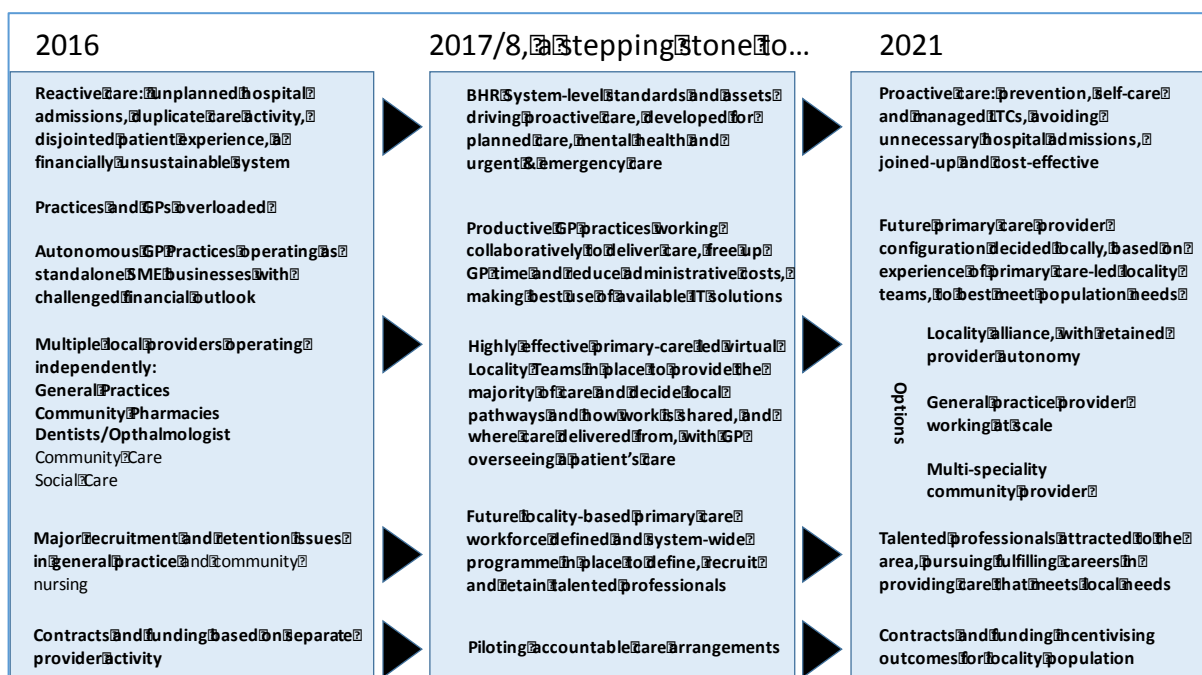 2016
Reactive care: unplanned hospital
admissions, duplicate care activity,
disjointed patient experience, a
financially unsustainable system
Practices and GPs overloaded
Autonomous GP Practices operating as
standalone SME businesses with
challenged financial outlook
Multiple local providers operating
independently:
General Practices
Community Pharmacies
Dentists/Opthalmologist
Community Care
Social Care
Major recruitment and retention issues
in general practice and community
nursing
Contracts and funding based on separate
provider activity
2017/8, a stepping stone to…
BHR System-level standards and assets
driving proactive care, developed for
planned care, mental health and
urgent & emergency care
Productive GP practices working
collaboratively to deliver care, free up
GP time and reduce administrative costs,
making best use of available IT solutions
Highly effective primary-care led virtual
Locality Teams in place to provide the
majority of care and decide local
pathways and how work is shared, and
where care delivered from, with GP
overseeing a patient's care
Future locality-based primary care
workforce defined and system-wide
programme in place to define, recruit
and retain talented professionals
Piloting accountable care arrangements
2021
Proactive care: prevention, self-care
and managed LTCs, avoiding
unnecessary hospital admissions,
joined-up and cost-effective
Future primary care provider
configuration decided locally, based on
experience of primary care-led locality
teams, to best meet population needs
Options
Locality alliance, with retained
provider autonomy
General practice provider
working at scale
Multi-speciality
community provider
Talented professionals attracted to the
area, pursuing fulfilling careers in
providing care that meets local needs
Contracts and funding incentivising
outcomes for locality population